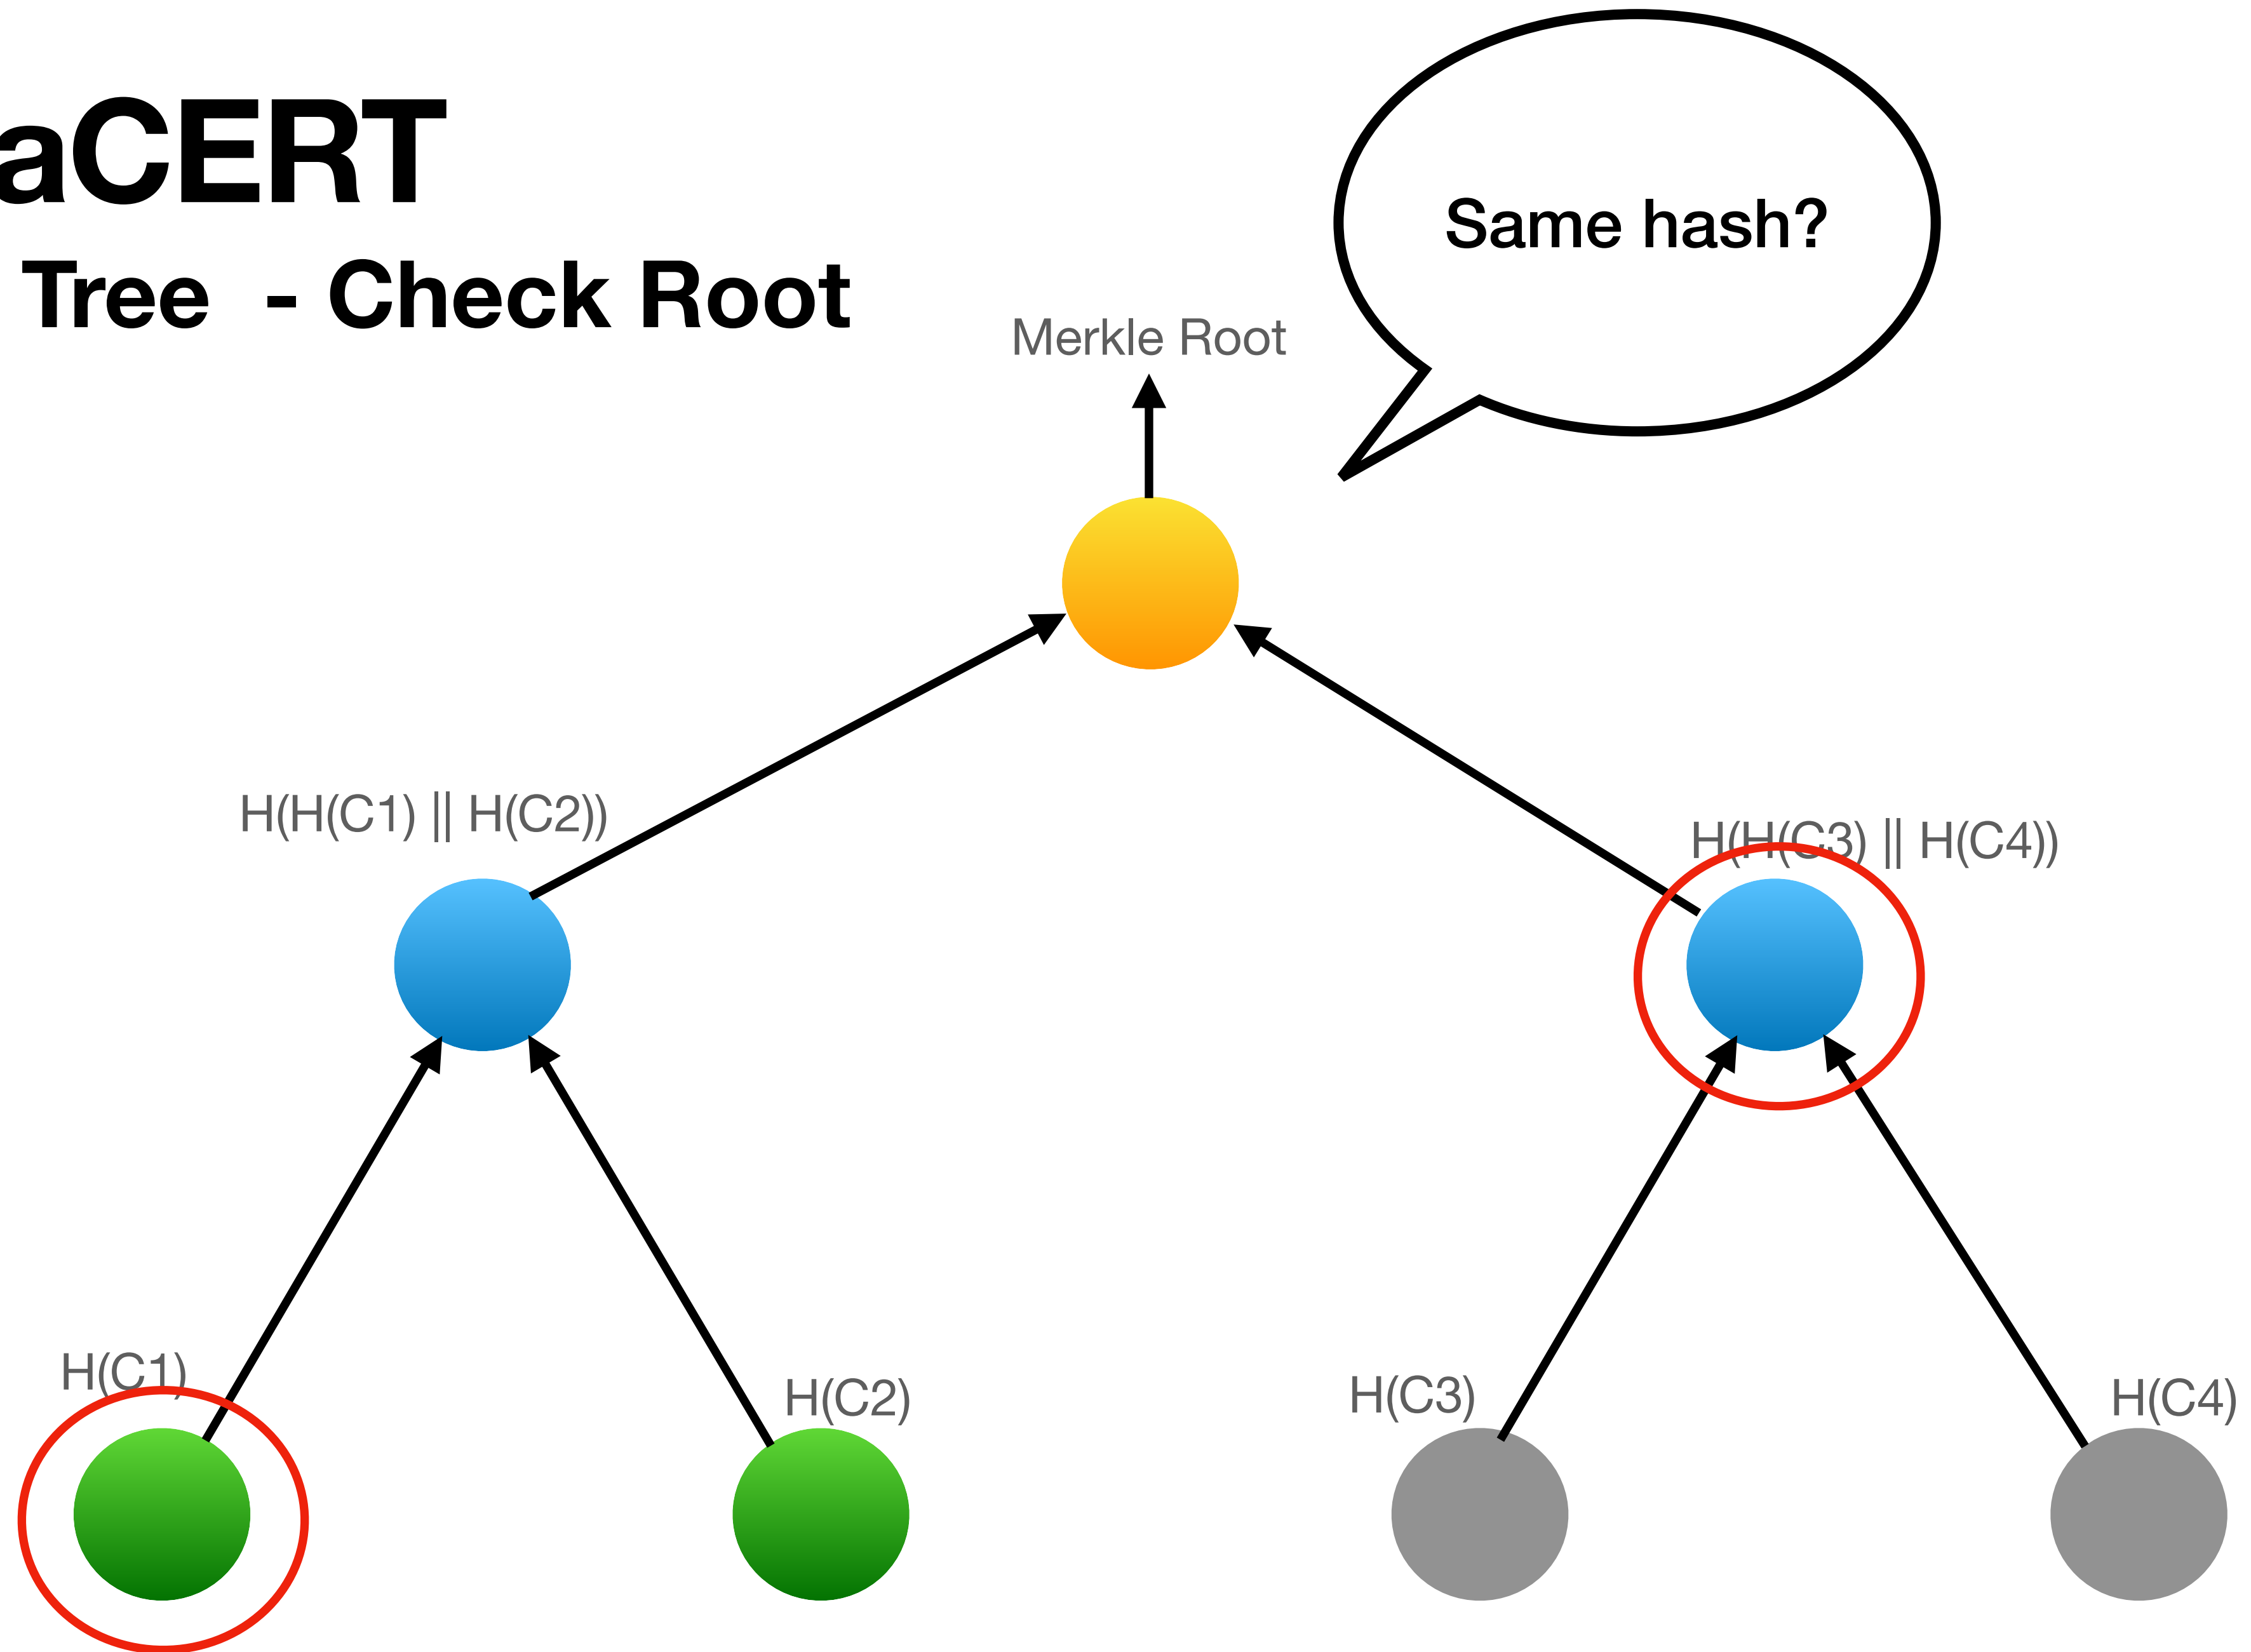 aCERT
Tree - Check Root
Same hash?
Merkle Root
H(H(C1) || H(C2))
H(H(C3) || H(C4))
H(C1)
H(C2)
H(C3)
H(C4)